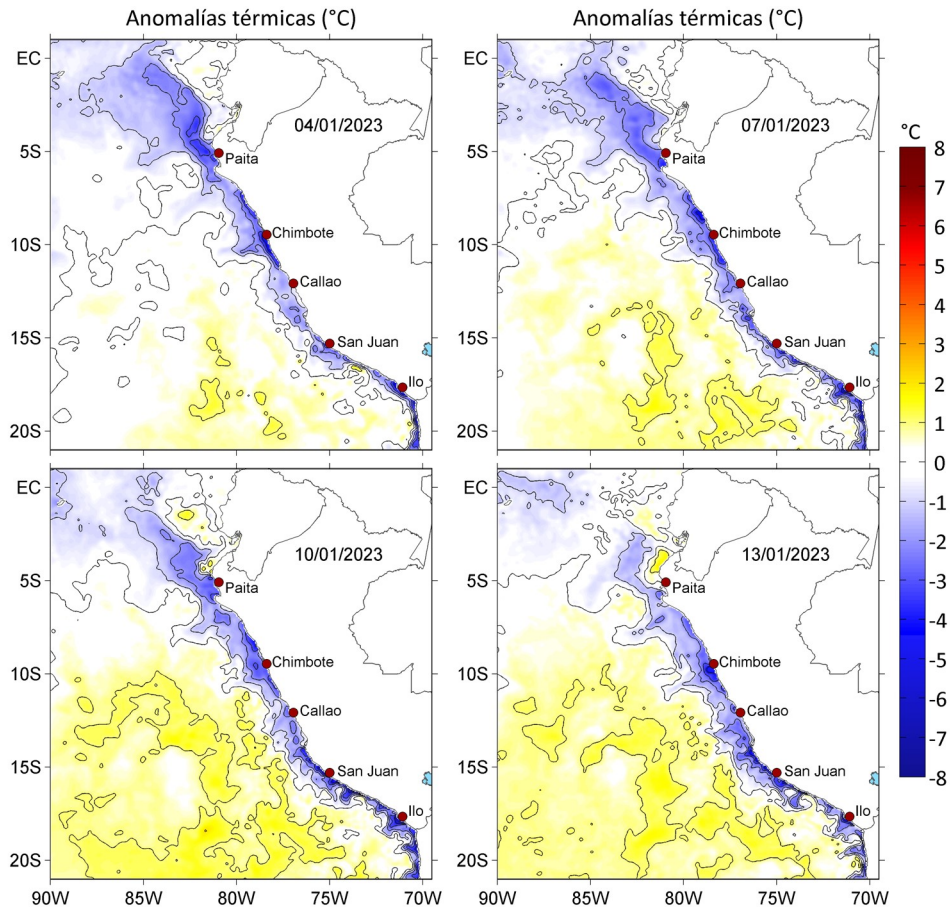 Anomalías térmicas (°C)
Anomalías térmicas (°C)
EC
5S
10S
15S
20S
04/01/2023
Paita
Chimbote
Callao
San Juan
Ilo
07/01/2023
Paita
Chimbote
Callao
San Juan
Ilo
EC
5S
10S
15S
20S
EC
5S
10S
15S
20S
10/01/2023
Paita
Chimbote
Callao
San Juan
Ilo
90W
85W
80W
75W
70W
EC
5S
10S
15S
20S
13/01/2023
Paita
Chimbote
Callao
San Juan
Ilo
90W
85W
80W
75W
70W
°C
8
7
6
5
4
3
2
1
0
-1
-2
-3
-4
-5
-6
-7
-8